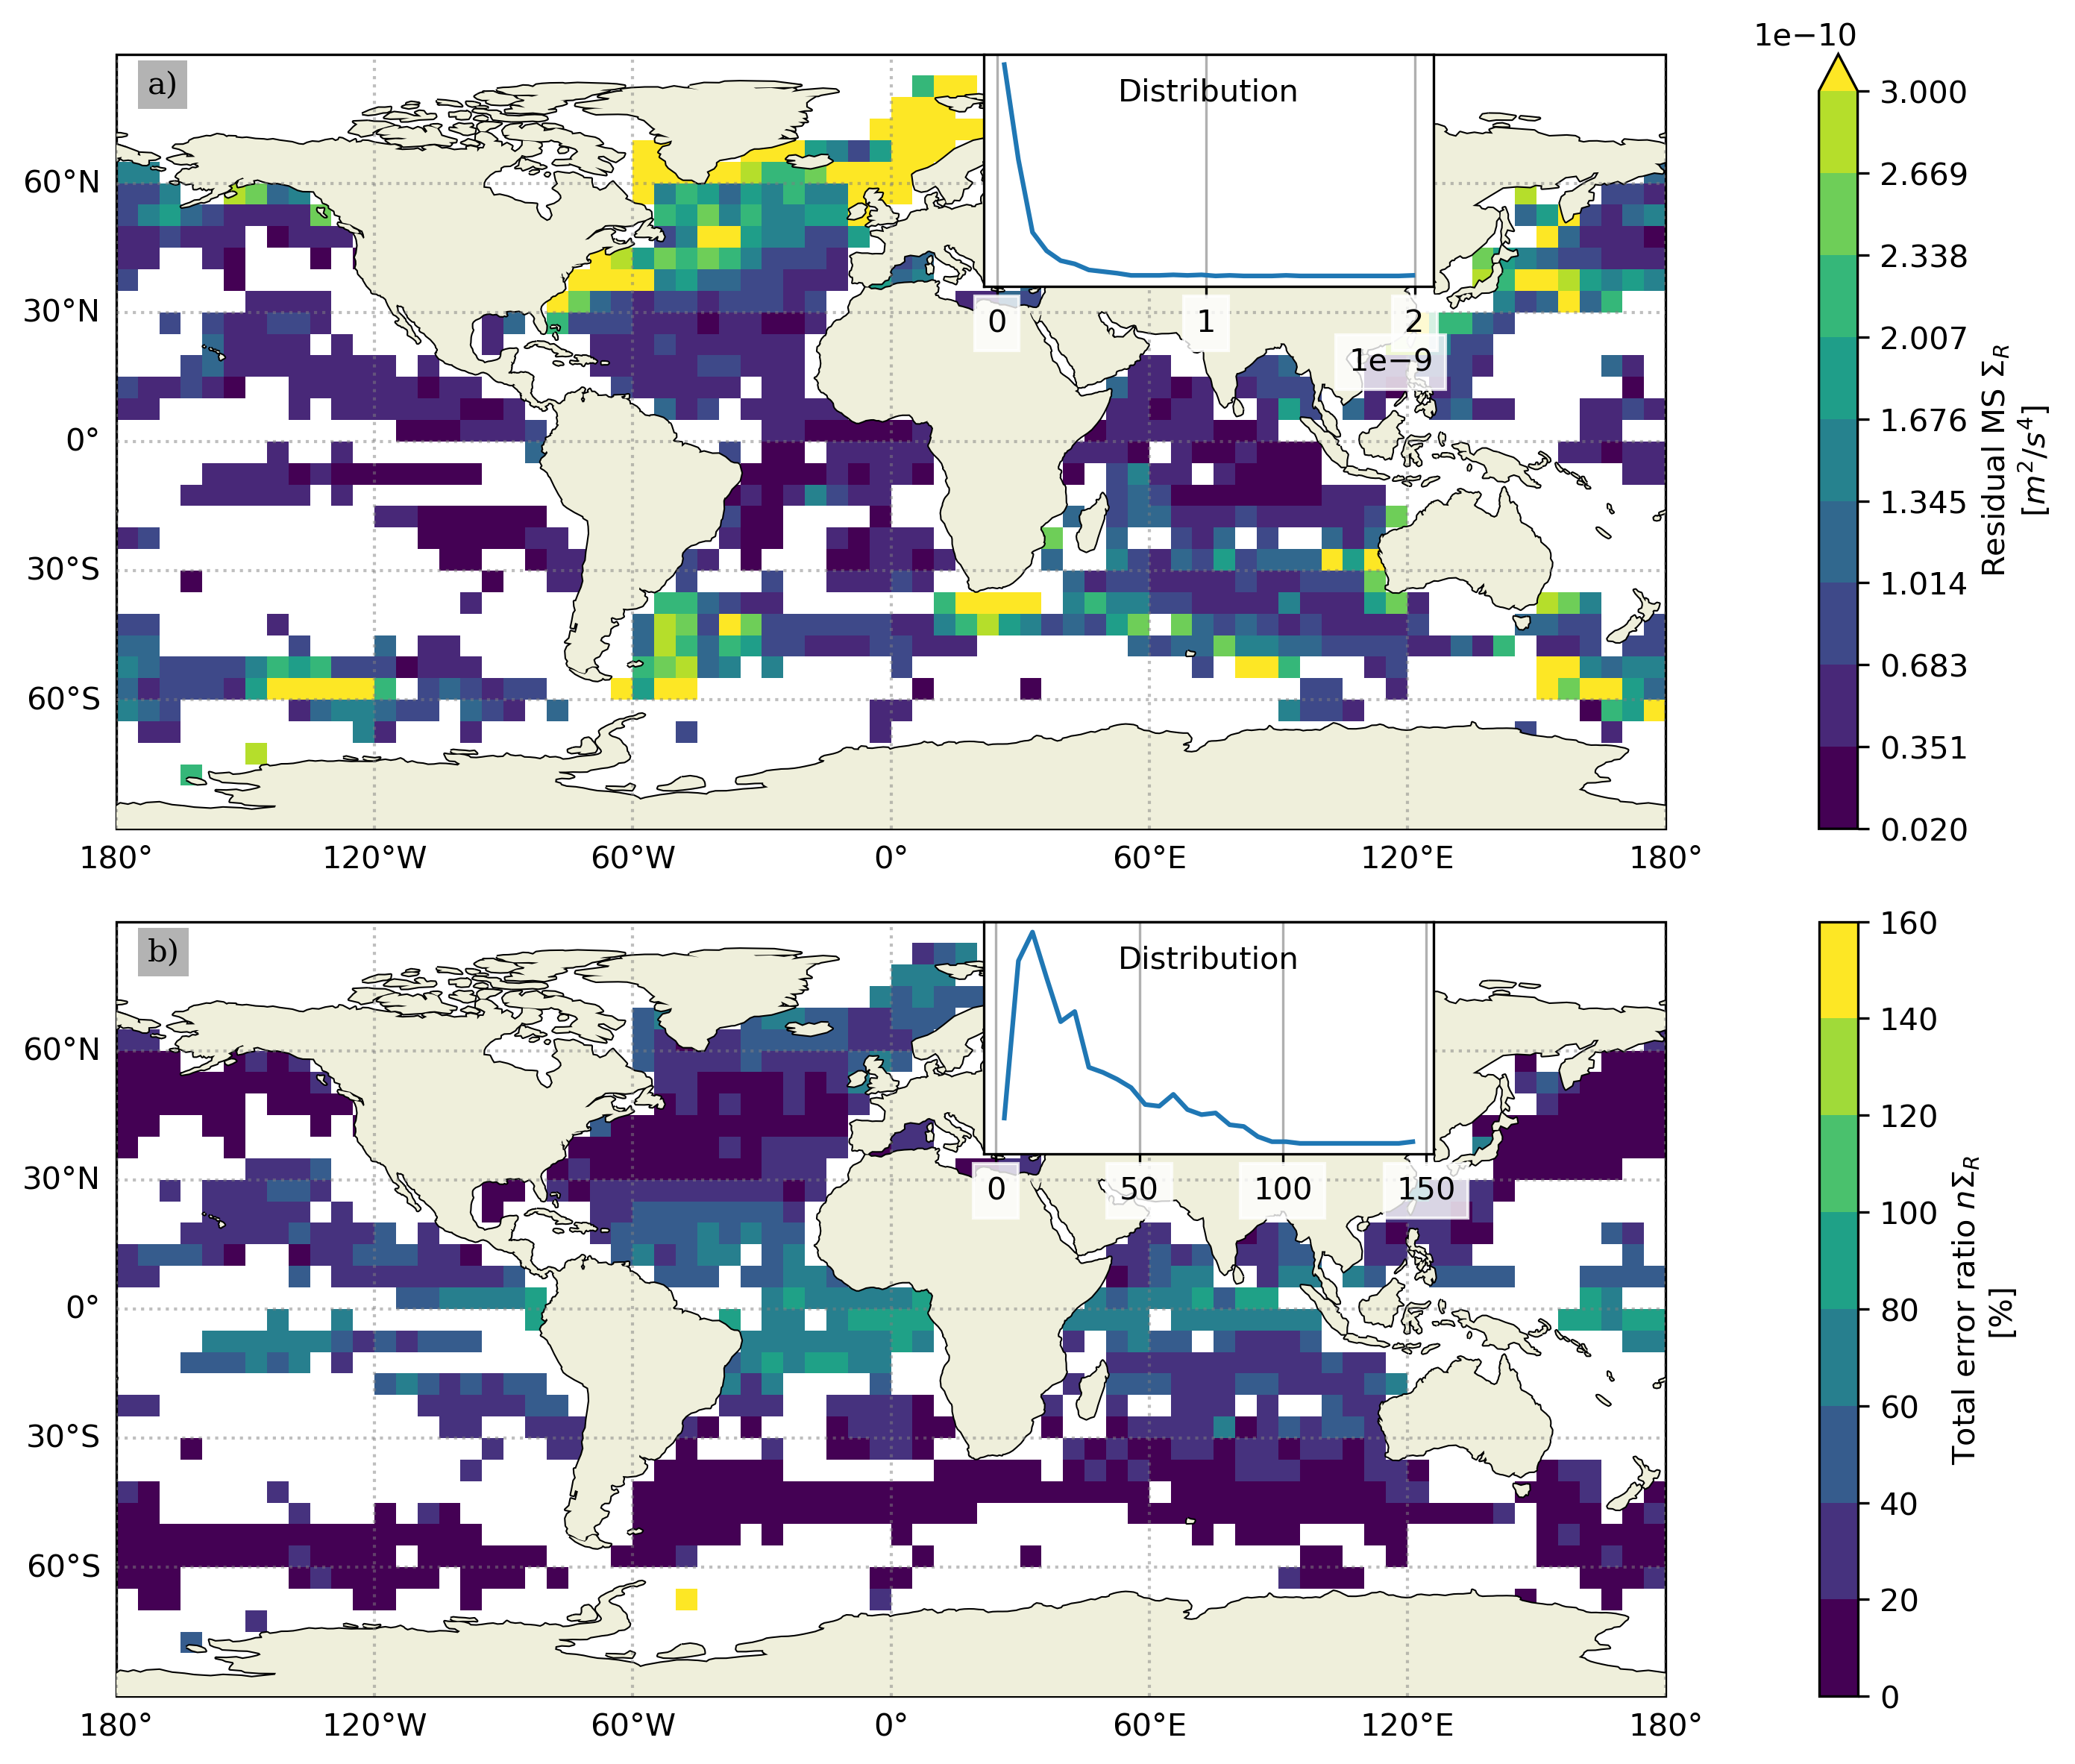 1e−10
a)
Distribution
60°N
30°N
0°
30°S
60°S
180°
120°W
60°W
0°
60°E
120°E
180°
0
1
2
1e−9
3.000
2.669
2.338
2.007
1.676
1.345
1.014
0.683
0.351
0.020
Residual MS Σ_R
[m²/s⁴]
b)
Distribution
60°N
30°N
0°
30°S
60°S
180°
120°W
60°W
0°
60°E
120°E
180°
0
50
100
150
160
140
120
100
80
60
40
20
0
Total error ratio nΣ_R
[%]